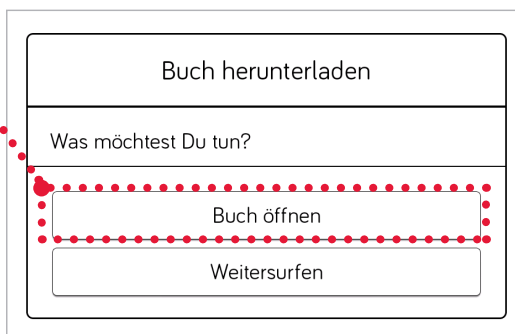 Buch herunterladen
Was möchtest Du tun?
Buch öffnen
Weitersurfen